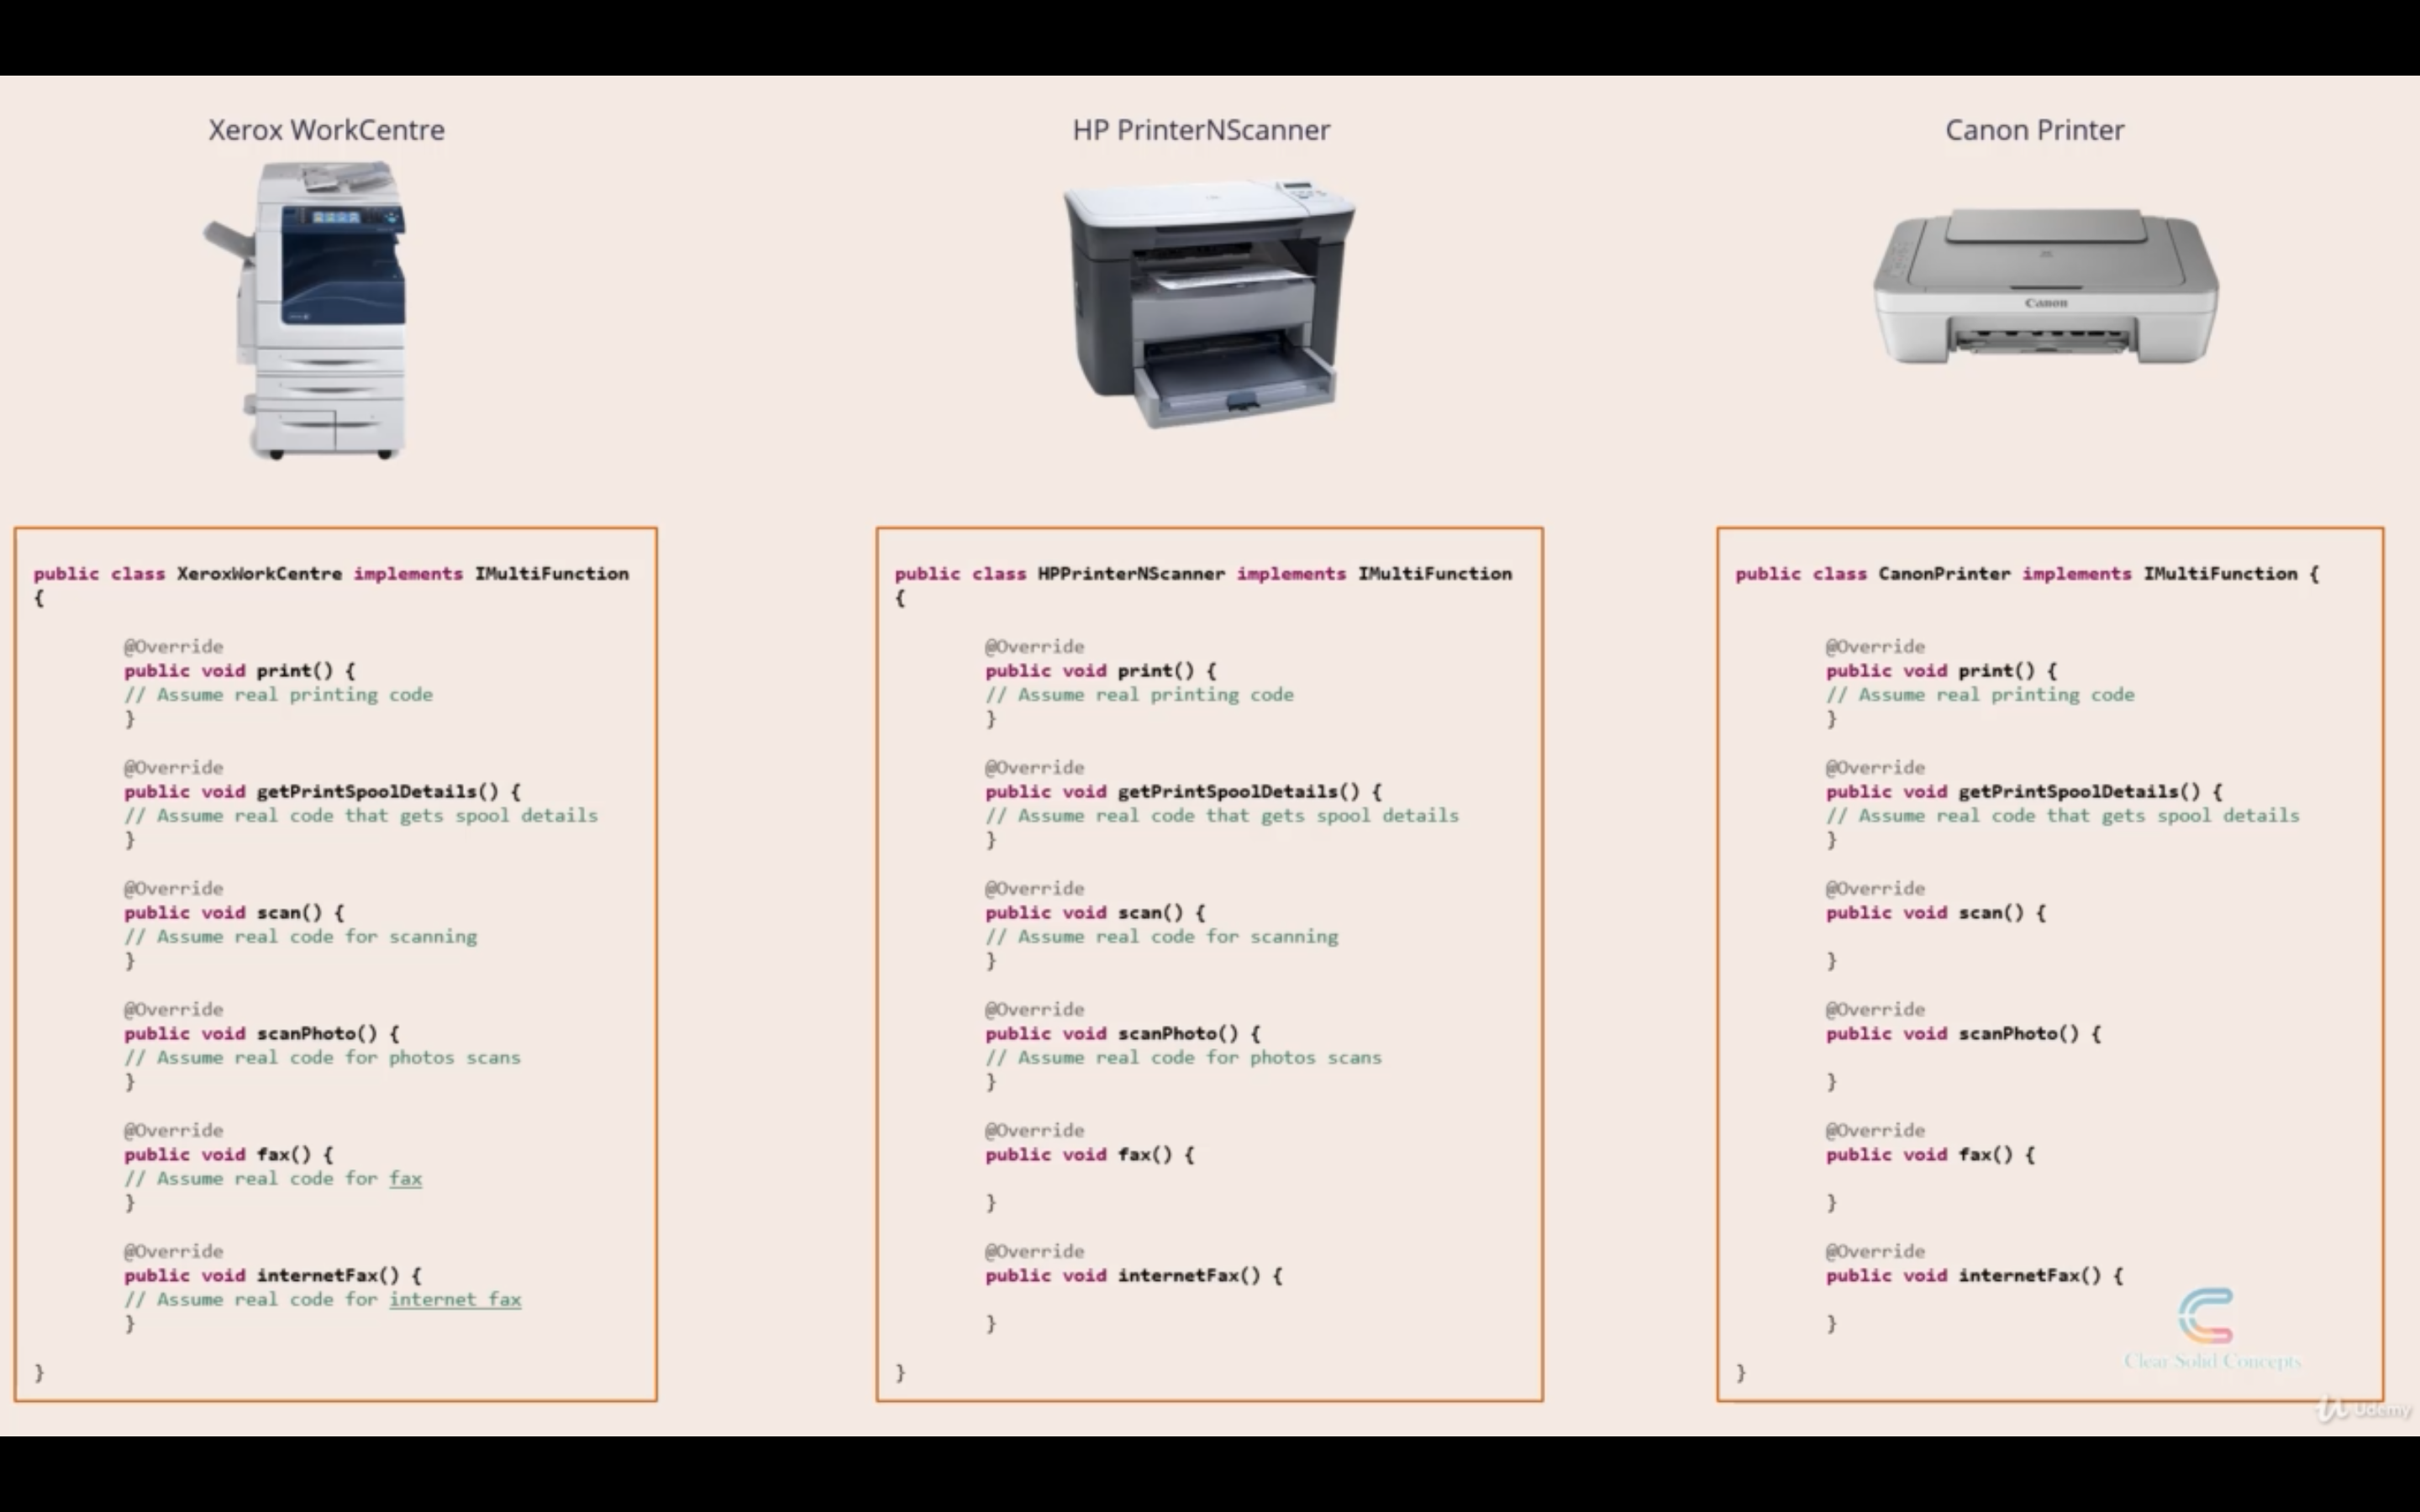 Xerox WorkCentre
public class XeroxWorkCentre implements IMultiFunction
{
@Override
public void print() {
// Assume real printing code
}
@Override
public void getPrintSpoolDetails() {
// Assume real code that gets spool details
}
@Override
public void scan() {
// Assume real code for scanning
}
@Override
public void scanPhoto() {
// Assume real code for photos scans
}
@Override
public void fax() {
// Assume real code for fax
}
@Override
public void internetFax() {
// Assume real code for internet fax
}
}
HP PrinterNScanner
public class HPPrinterNScanner implements IMultiFunction
{
@Override
public void print() {
// Assume real printing code
}
@Override
public void getPrintSpoolDetails() {
// Assume real code that gets spool details
}
@Override
public void scan() {
// Assume real code for scanning
}
@Override
public void scanPhoto() {
// Assume real code for photos scans
}
@Override
public void fax() {
}
@Override
public void internetFax() {
}
}
Canon Printer
Canon
public class CanonPrinter implements IMultiFunction {
@Override
public void print() {
// Assume real printing code
}
@Override
public void getPrintSpoolDetails() {
// Assume real code that gets spool details
}
@Override
public void scan() {
}
@Override
public void scanPhoto() {
}
@Override
public void fax() {
}
@Override
public void internetFax() {
}
}
Clear Solid Concepts
Udemy